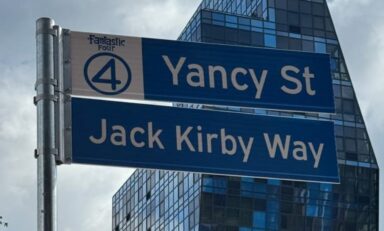 Fantastic
Four
4
Yancy St
Jack Kirby Way